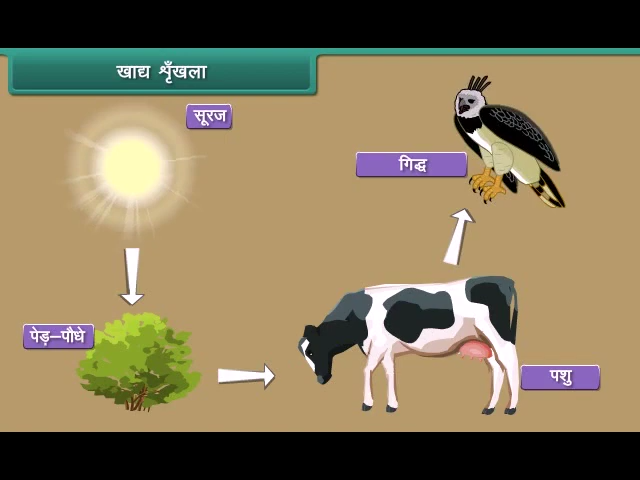 खाद्य श्रृँखला
सूरज
गिद्ध
पेड़–पौधे
पशु